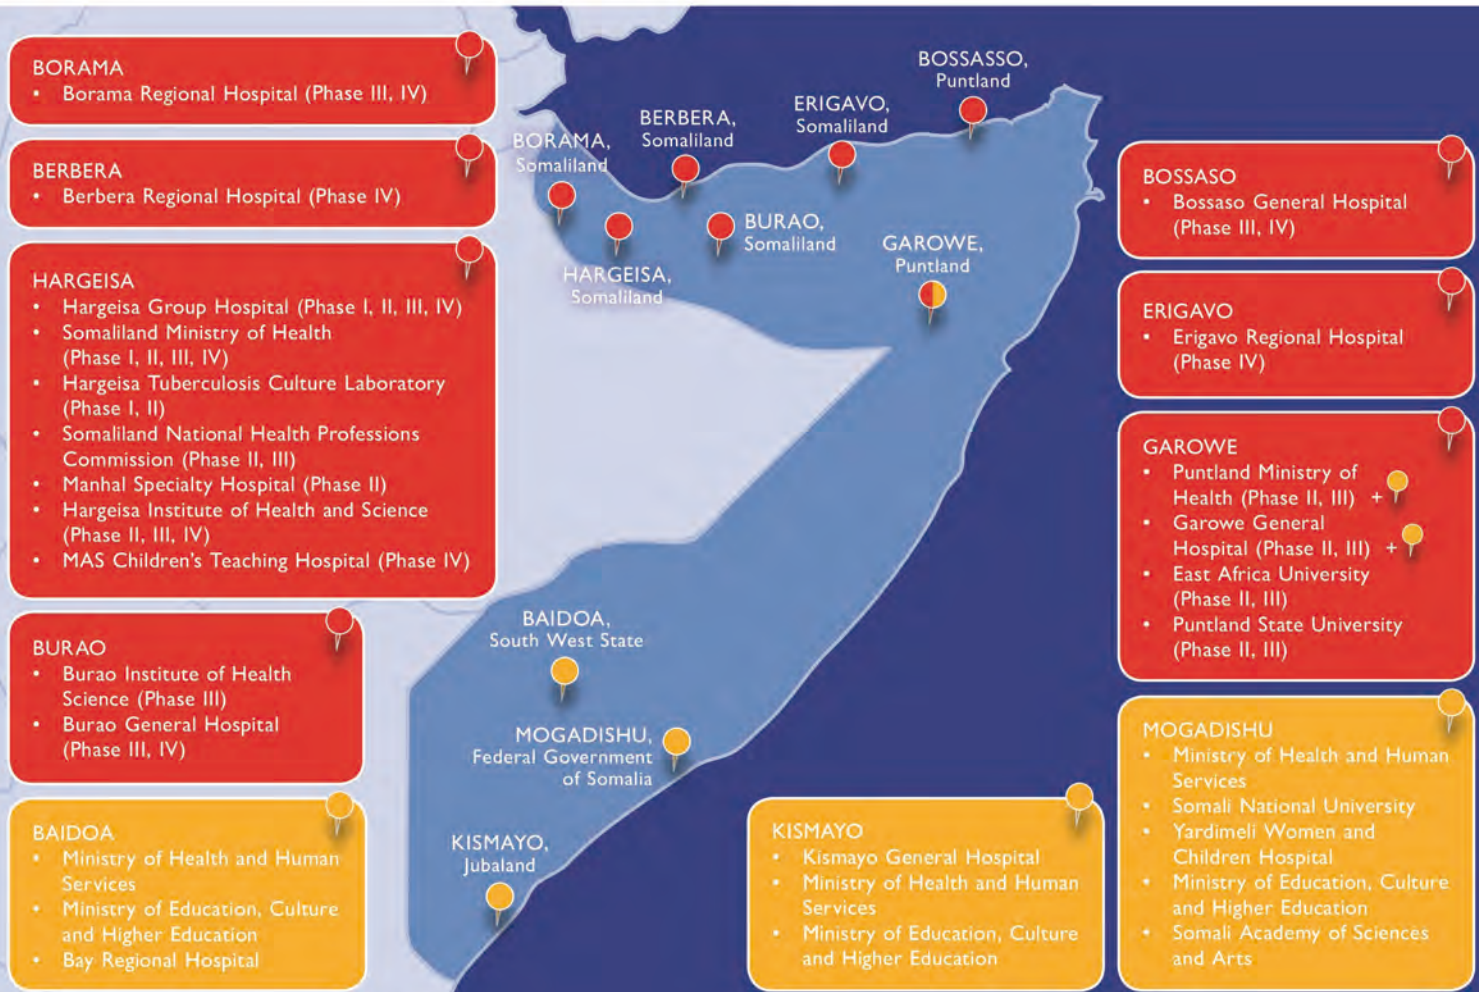 BORAMA
• Borama Regional Hospital (Phase III, IV)
BERBERA
• Berbera Regional Hospital (Phase IV)
HARGEISA
• Hargeisa Group Hospital (Phase I, II, III, IV)
• Somaliland Ministry of Health
(Phase I, II, III, IV)
• Hargeisa Tuberculosis Culture Laboratory
(Phase I, II)
• Somaliland National Health Professions
Commission (Phase II, III)
• Manhal Specialty Hospital (Phase II)
• Hargeisa Institute of Health and Science
(Phase II, III, IV)
• MAS Children's Teaching Hospital (Phase IV)
BURAO
• Burao Institute of Health
Science (Phase III)
• Burao General Hospital
(Phase III, IV)
BAIDOA
• Ministry of Health and Human
Services
• Ministry of Education, Culture
and Higher Education
• Bay Regional Hospital
BORAMA,
Somaliland
BERBERA,
Somaliland
ERIGAVO,
Somaliland
BOSSASSO,
Puntland
HARGEISA,
Somaliland
BURAO,
Somaliland
GAROWE,
Puntland
BAIDOA,
South West State
MOGADISHU,
Federal Government
of Somalia
KISMAYO,
Jubaland
KISMAYO
• Kismayo General Hospital
• Ministry of Health and Human
Services
• Ministry of Education, Culture
and Higher Education
BOSSASO
• Bossaso General Hospital
(Phase III, IV)
ERIGAVO
• Erigavo Regional Hospital
(Phase IV)
GAROWE
• Puntland Ministry of
Health (Phase II, III) +
• Garowe General
Hospital (Phase II, III) +
• East Africa University
(Phase II, III)
• Puntland State University
(Phase II, III)
MOGADISHU
• Ministry of Health and Human
Services
• Somali National University
• Yardimeli Women and
Children Hospital
• Ministry of Education, Culture
and Higher Education
• Somali Academy of Sciences
and Arts